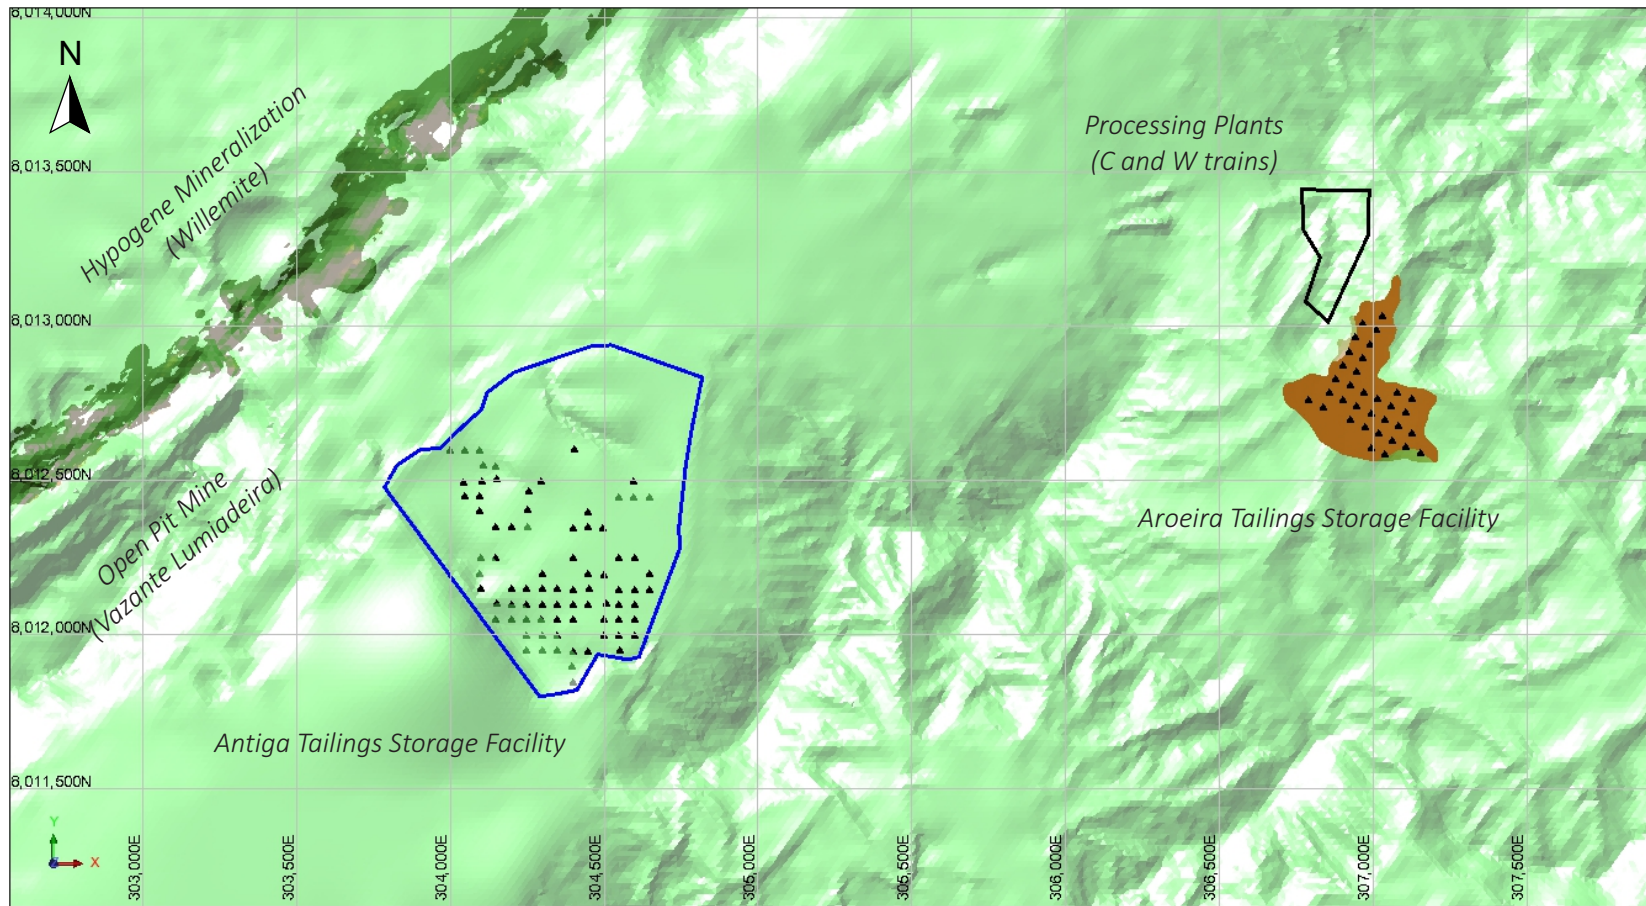 8,014,000N
N
Hypogene Mineralization
(Willemite)
Processing Plants
(C and W trains)
8,013,500N
8,013,000N
8,012,500N
Open Pit Mine
(Vazante Lumiadeira)
Aroeira Tailings Storage Facility
8,012,000N
Antiga Tailings Storage Facility
8,011,500N
Y
X
303,000E
303,500E
304,000E
304,500E
305,000E
305,500E
306,000E
306,500E
307,000E
307,500E